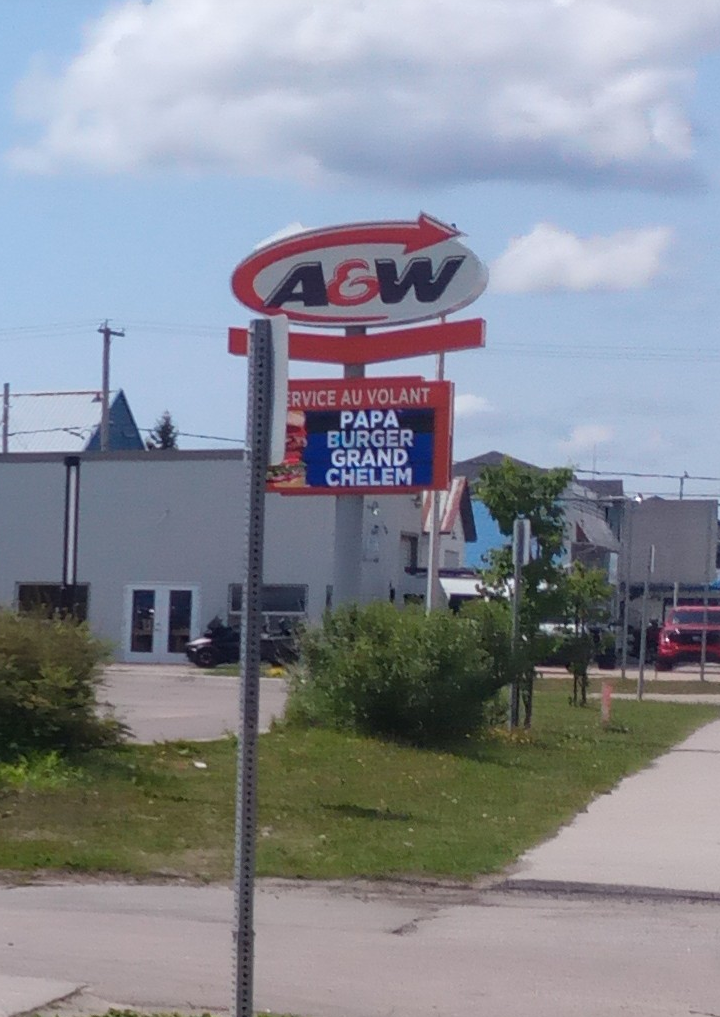 A&W
ERVICE AU VOLANT
PAPA
BURGER
GRAND
CHELEM